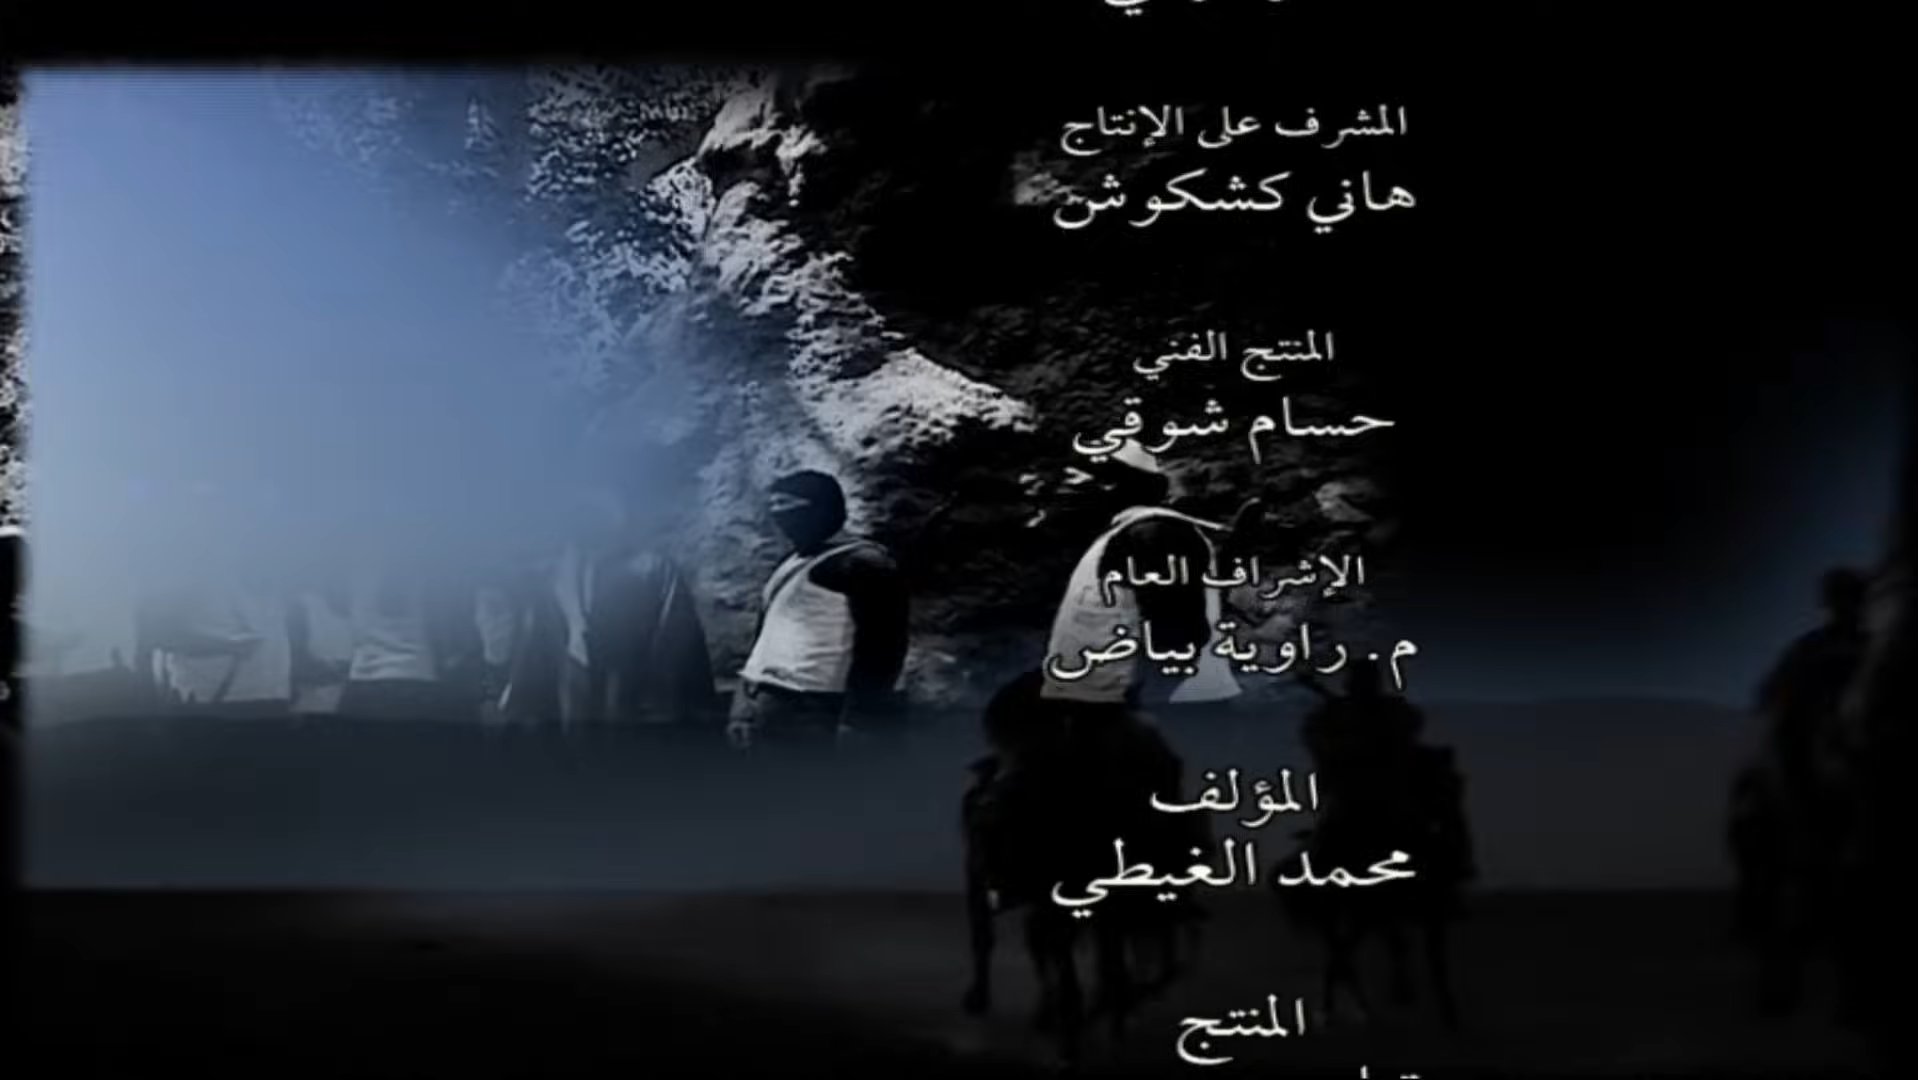 المشرف على الإنتاج
هاني كشكوش
المنتج الفني
حسام شوقي
الإشراف العام
م. راوية بياض
المؤلف
محمد الغيطي
المنتج